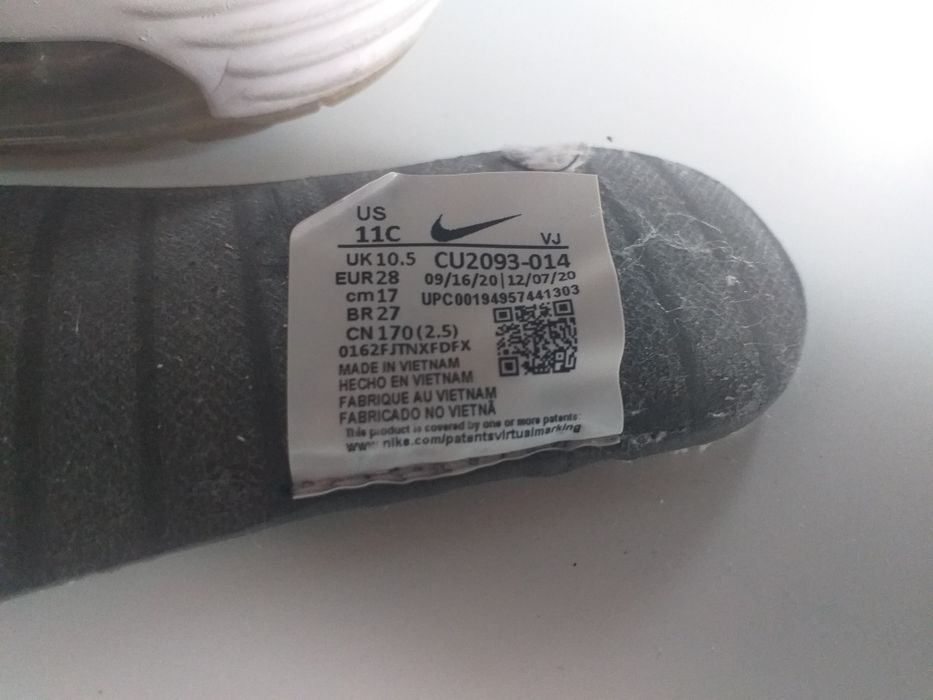 US
11C
VJ
UK 10.5 CU2093-014
EUR 28 09/16/20|12/07/20
cm 17 UPC00194957441303
BR 27
CN 170 (2.5)
0162FJTNXFDFX
MADE IN VIETNAM
HECHO EN VIETNAM
FABRIQUE AU VIETNAM
FABRICADO NO VIETNÃ
This product is covered by one or more patents:
www.nike.com/patentsvirtualmarking